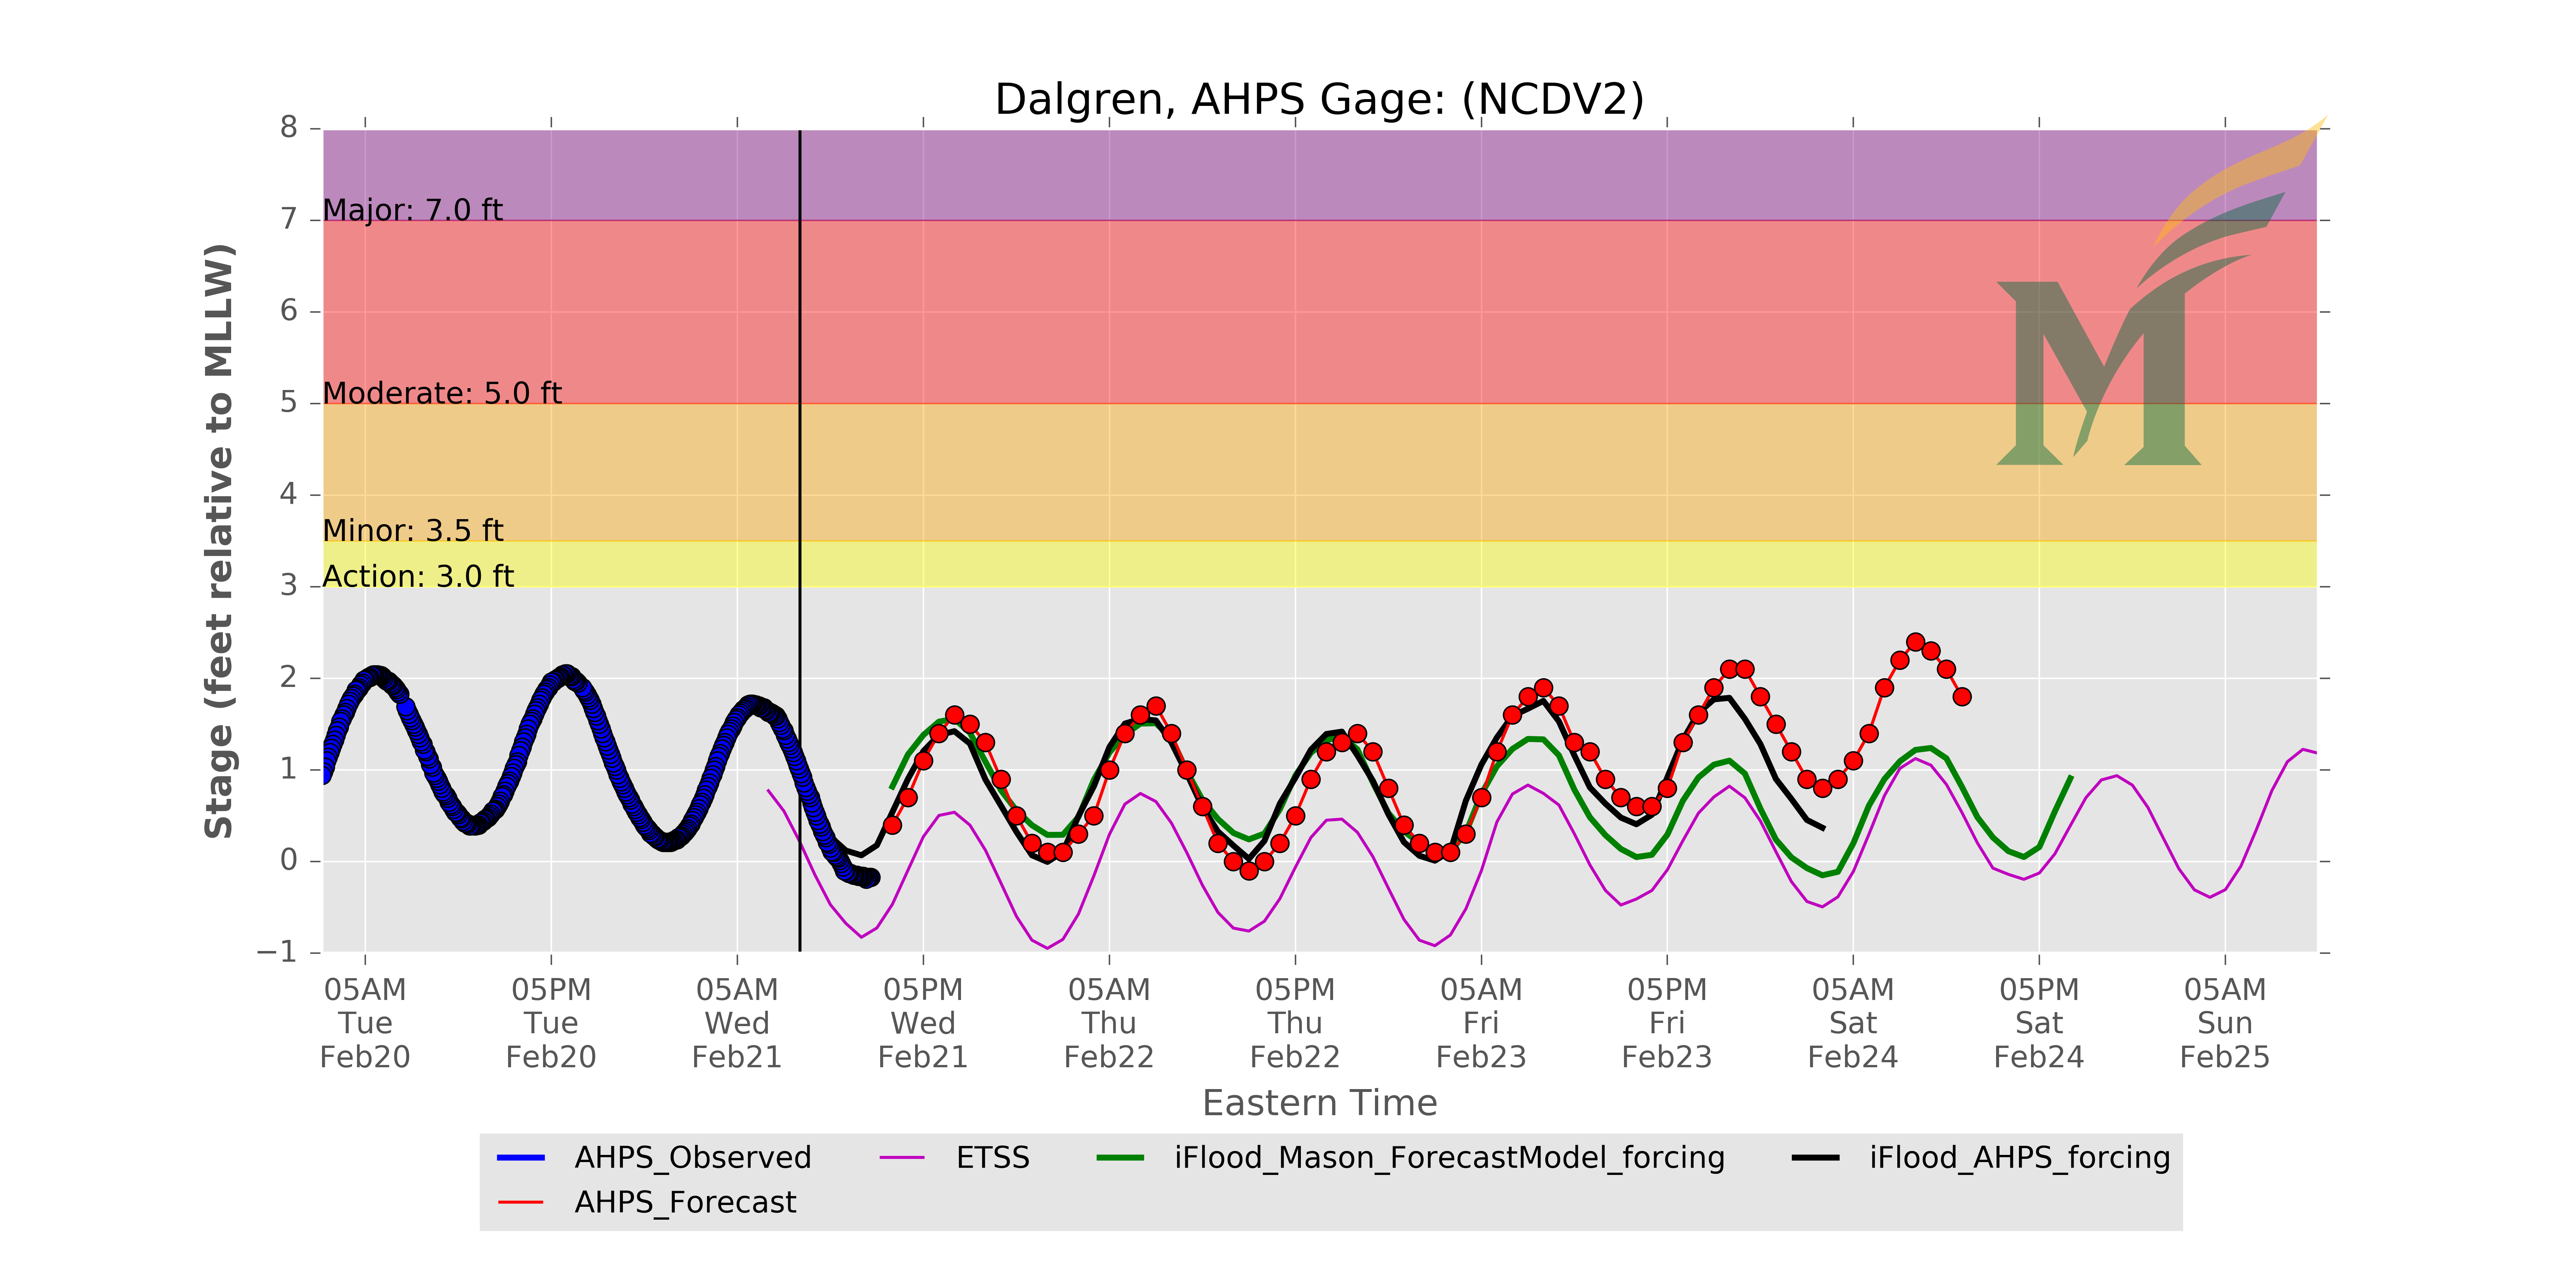 Dalgren, AHPS Gage: (NCDV2)
8
7
6
5
4
3
2
1
0
−1
Stage (feet relative to MLLW)
Major: 7.0 ft
Moderate: 5.0 ft
Minor: 3.5 ft
Action: 3.0 ft
M
05AM 05PM 05AM 05PM 05AM 05PM 05AM 05PM 05AM 05PM 05AM
Tue Tue Wed Wed Thu Thu Fri Fri Sat Sat Sun
Feb20 Feb20 Feb21 Feb21 Feb22 Feb22 Feb23 Feb23 Feb24 Feb24 Feb25
Eastern Time
AHPS_Observed ETSS iFlood_Mason_ForecastModel_forcing iFlood_AHPS_forcing
AHPS_Forecast